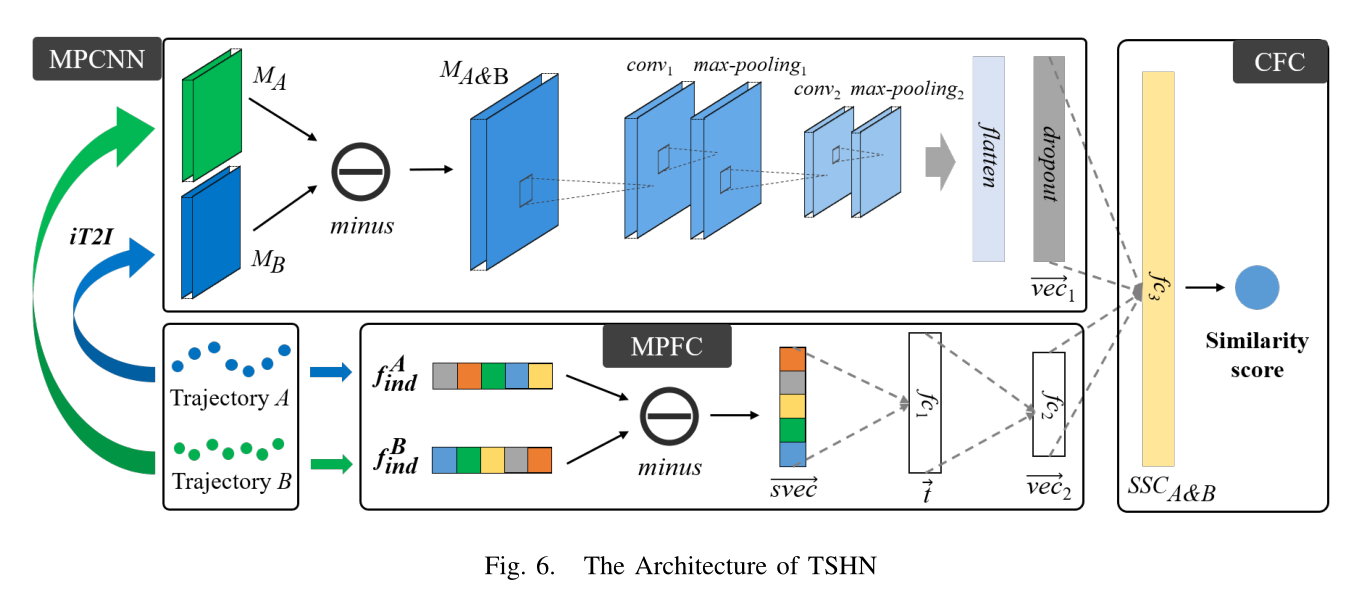 MPCNN
M_A
M_A&B
conv_1
max-pooling_1
conv_2
max-pooling_2
flatten
dropout
CFC
iT2I
minus
M_B
vec_1
fc_3
Similarity
score
MPFC
Trajectory A
f_ind^A
fc_1
fc_2
Trajectory B
f_ind^B
minus
svec
t
vec_2
SSC_A&B
Fig. 6. The Architecture of TSHN